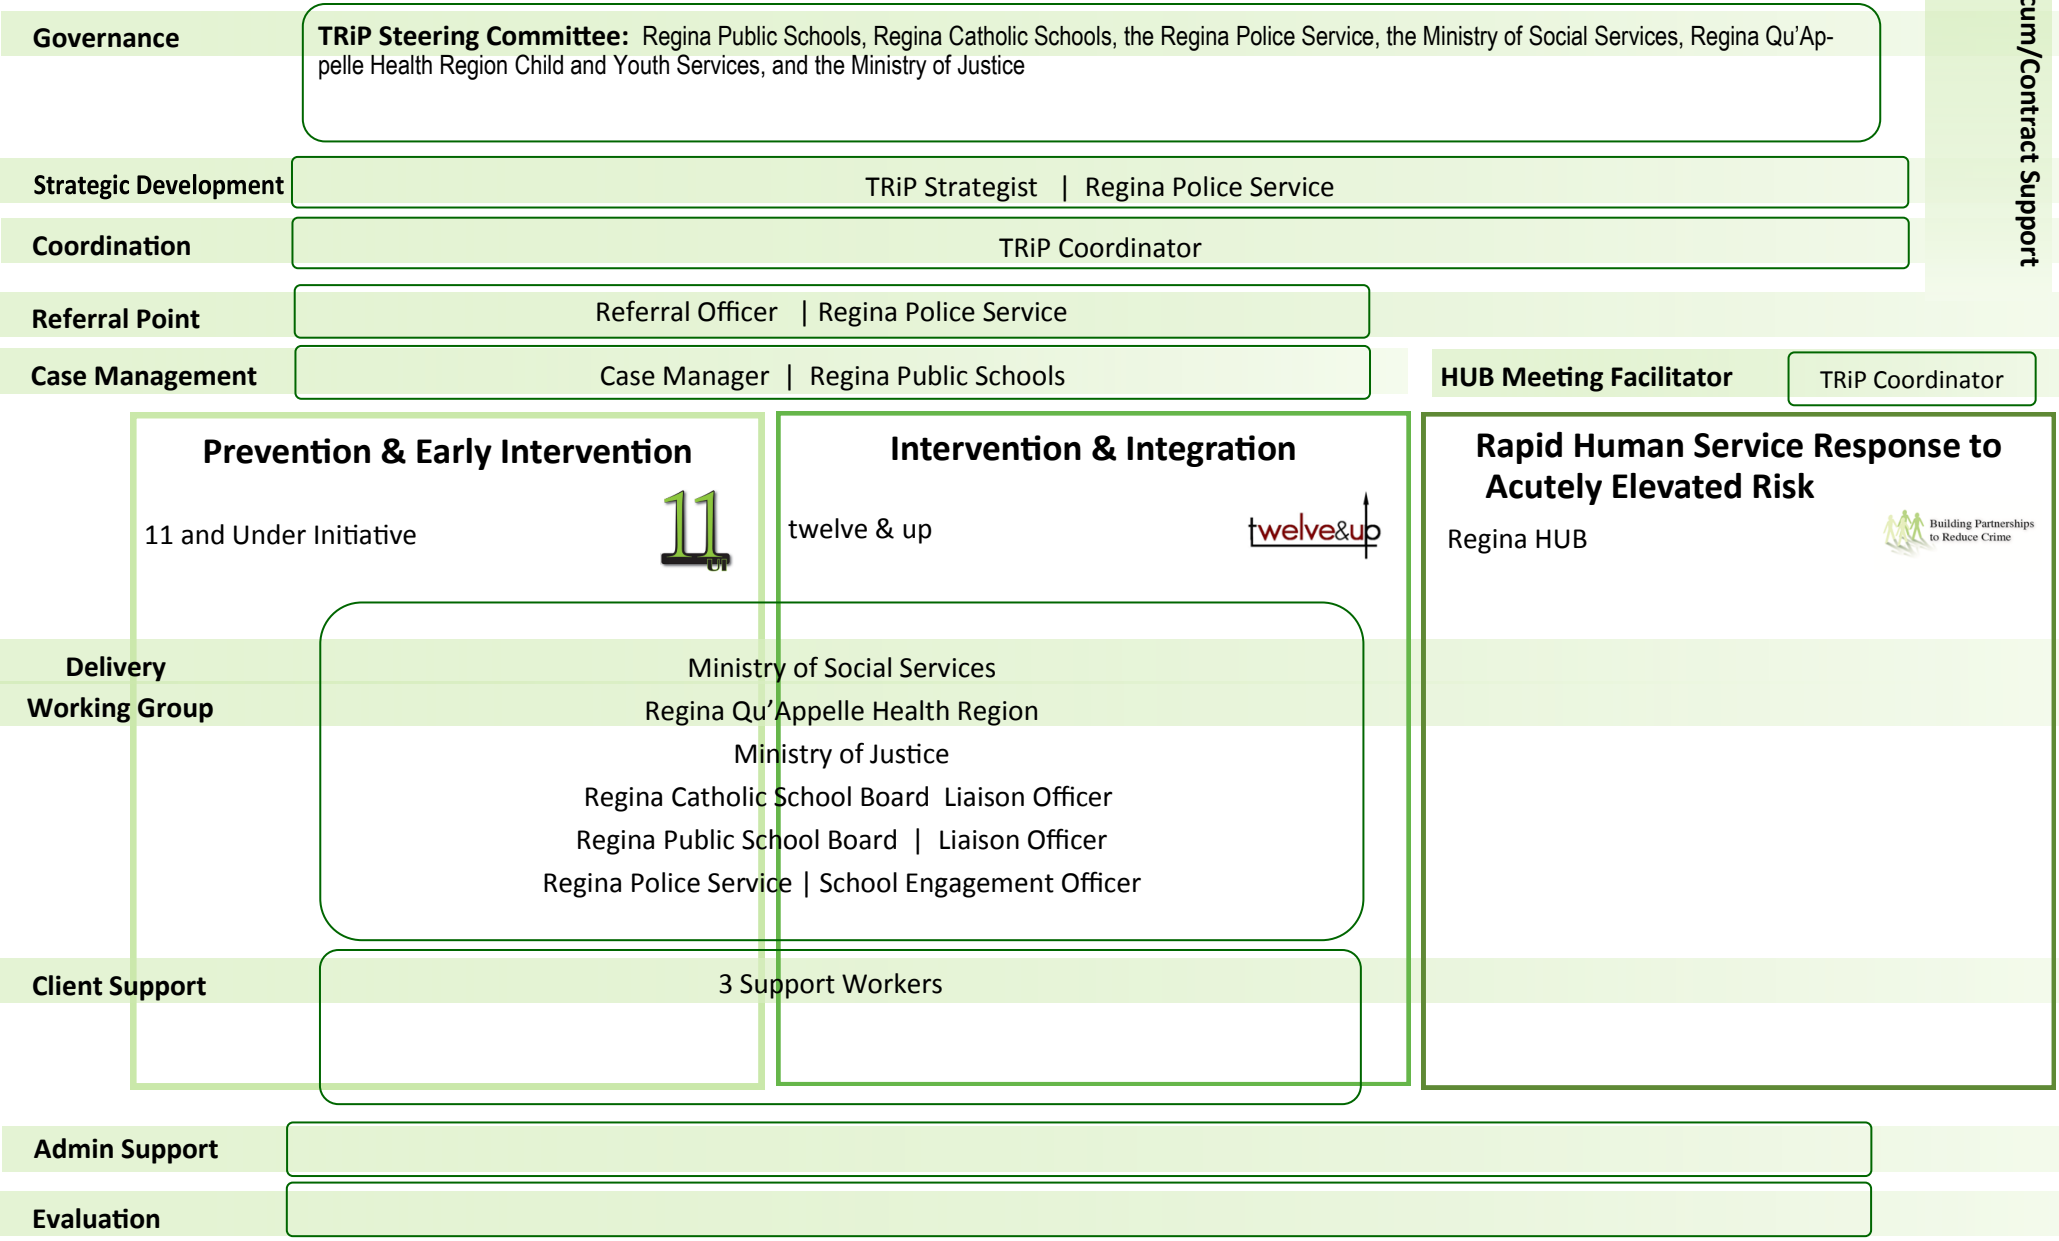 Governance
TRiP Steering Committee: Regina Public Schools, Regina Catholic Schools, the Regina Police Service, the Ministry of Social Services, Regina Qu’Ap-
pelle Health Region Child and Youth Services, and the Ministry of Justice
/Contract Support
Strategic Development
TRiP Strategist | Regina Police Service
Coordination
TRiP Coordinator
Referral Point
Referral Officer | Regina Police Service
Case Management
Case Manager | Regina Public Schools
HUB Meeting Facilitator
TRiP Coordinator
Prevention & Early Intervention
11 and Under Initiative
11
UI
Intervention & Integration
twelve & up
twelve&up
Rapid Human Service Response to
Acutely Elevated Risk
Regina HUB
Building Partnerships
to Reduce Crime
Delivery
Working Group
Ministry of Social Services
Regina Qu’Appelle Health Region
Ministry of Justice
Regina Catholic School Board Liaison Officer
Regina Public School Board | Liaison Officer
Regina Police Service | School Engagement Officer
Client Support
3 Support Workers
Admin Support
Evaluation